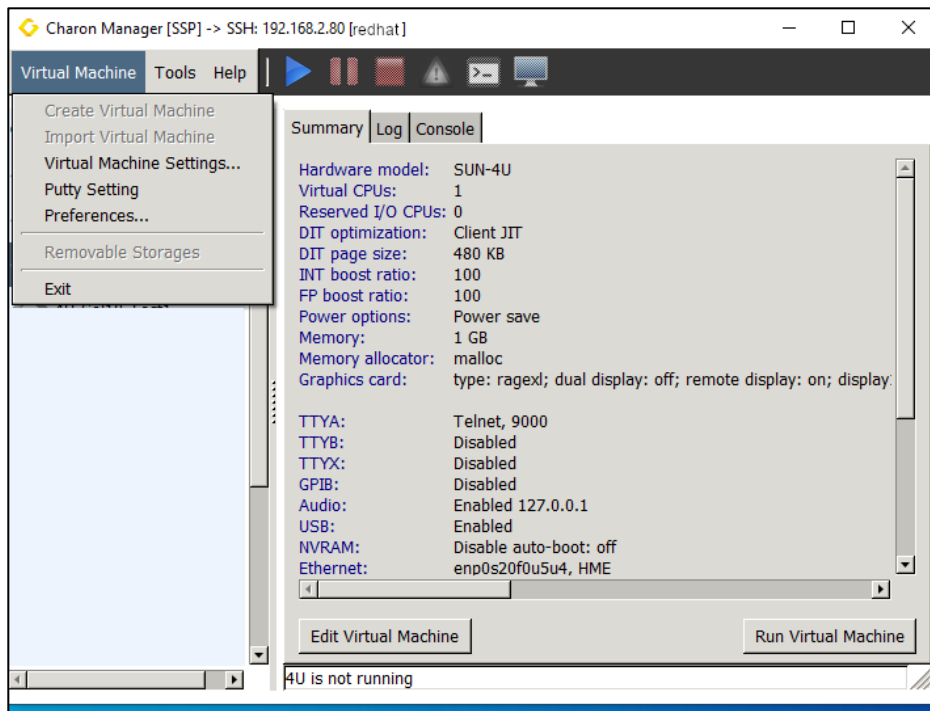 Charon Manager [SSP] -> SSH: 192.168.2.80 [redhat]
Virtual Machine Tools Help
Create Virtual Machine
Import Virtual Machine
Virtual Machine Settings...
Putty Setting
Preferences...
Removable Storages
Exit
Summary Log Console
Hardware model: SUN-4U
Virtual CPUs: 1
Reserved I/O CPUs: 0
DIT optimization: Client JIT
DIT page size: 480 KB
INT boost ratio: 100
FP boost ratio: 100
Power options: Power save
Memory: 1 GB
Memory allocator: malloc
Graphics card: type: ragexl; dual display: off; remote display: on; display:
TTYA: Telnet, 9000
TTYB: Disabled
TTYX: Disabled
GPIB: Disabled
Audio: Enabled 127.0.0.1
USB: Enabled
NVRAM: Disable auto-boot: off
Ethernet: enp0s20f0u5u4, HME
Edit Virtual Machine
Run Virtual Machine
4U is not running